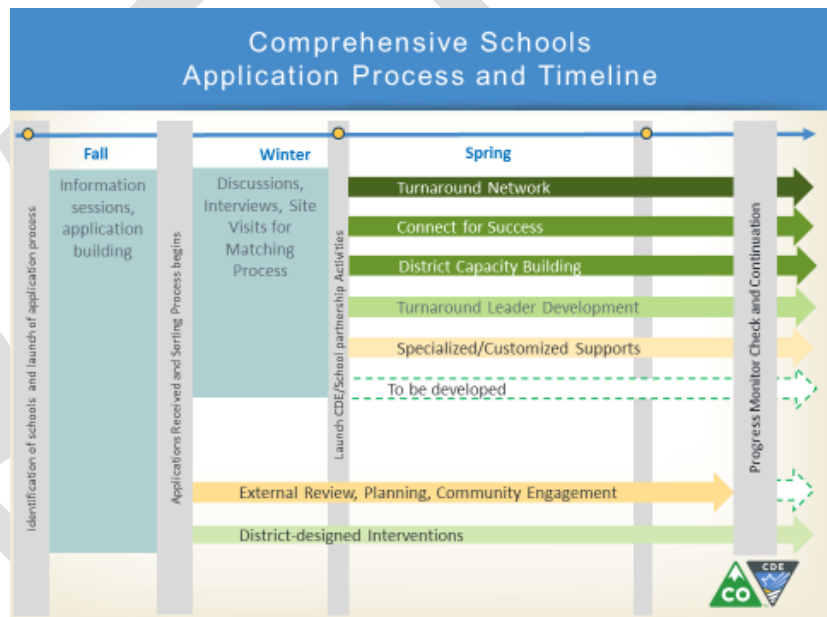 Comprehensive Schools
Application Process and Timeline
Fall
Winter
Spring
Identification of schools and launch of application process
Information
sessions,
application
building
Applications Received and Sorting Process begins
Discussions,
Interviews, Site
Visits for
Matching
Process
Launch CDE/School partnership Activities
Turnaround Network
Connect for Success
District Capacity Building
Turnaround Leader Development
Specialized/Customized Supports
To be developed
External Review, Planning, Community Engagement
District-designed Interventions
Progress Monitor Check and Continuation
CO
CDE